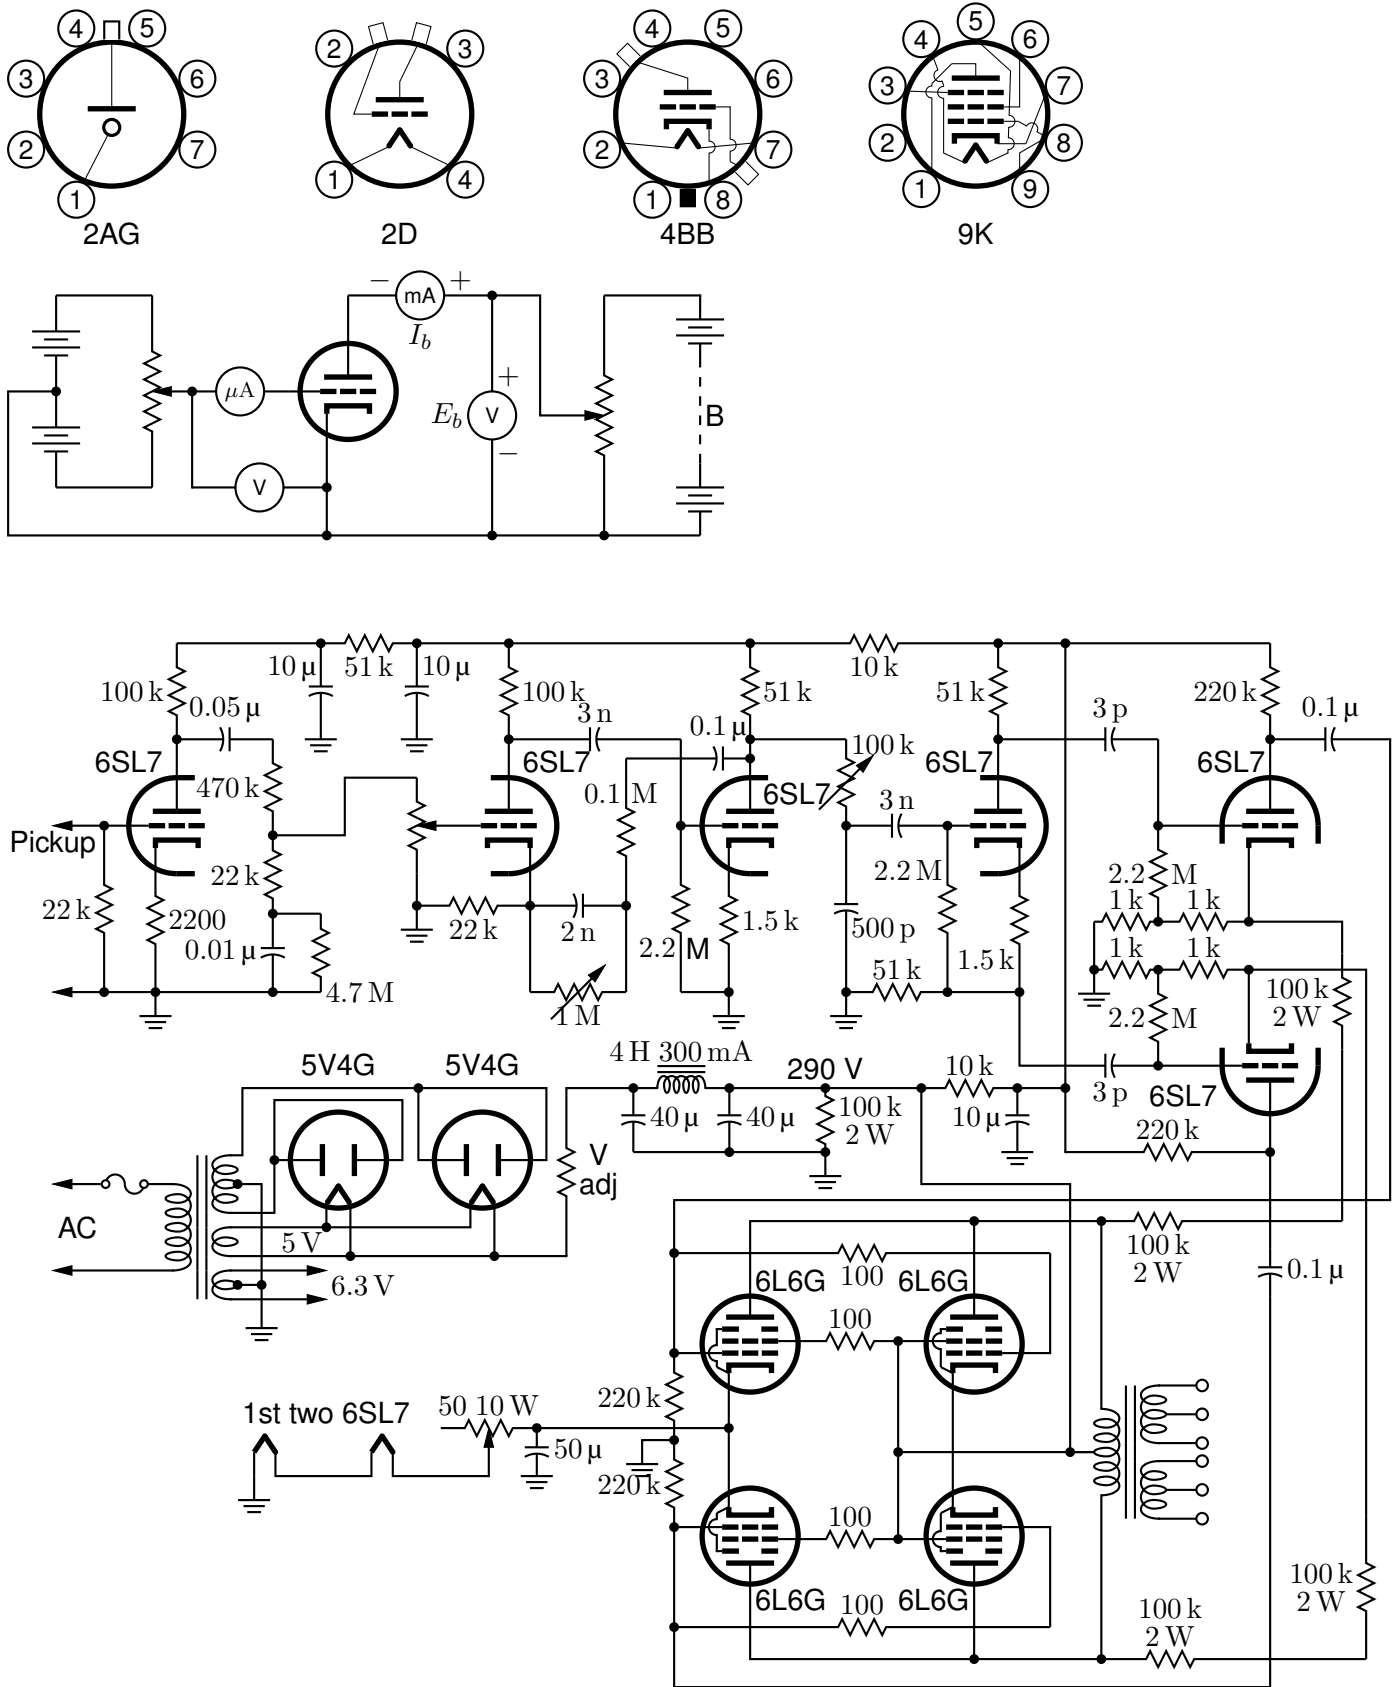 4 5
3 6
2 7
1
2AG
2 3
1 4
2D
4 5
3 6
2 7
1 8
4BB
5
4 6
3 7
2 8
1 9
9K
− mA +
I_b
μA
+
E_b V
−
B
V
10 μ 51 k 10 μ
100 k
0.05 μ
6SL7
470 k
Pickup
22 k
22 k
2200
0.01 μ
4.7 M
100 k
3 n
6SL7
0.1 M
22 k
2 n
1 M
51 k
0.1 μ
6SL7
2.2 M
1.5 k
10 k
100 k
500 p
3 n
2.2 M
51 k
51 k
6SL7
1.5 k
3 p
220 k
0.1 μ
6SL7
2.2 M
1 k 1 k
1 k 1 k
2.2 M
100 k
2 W
3 p
6SL7
220 k
5V4G 5V4G
4 H 300 mA
290 V
10 k
40 μ 40 μ
100 k
2 W
10 μ
V
adj
AC
5 V
6.3 V
100 k
2 W
0.1 μ
100
6L6G 6L6G
100
220 k
1st two 6SL7
50 10 W
50 μ
220 k
100
6L6G 6L6G
100
100 k
2 W
100 k
2 W